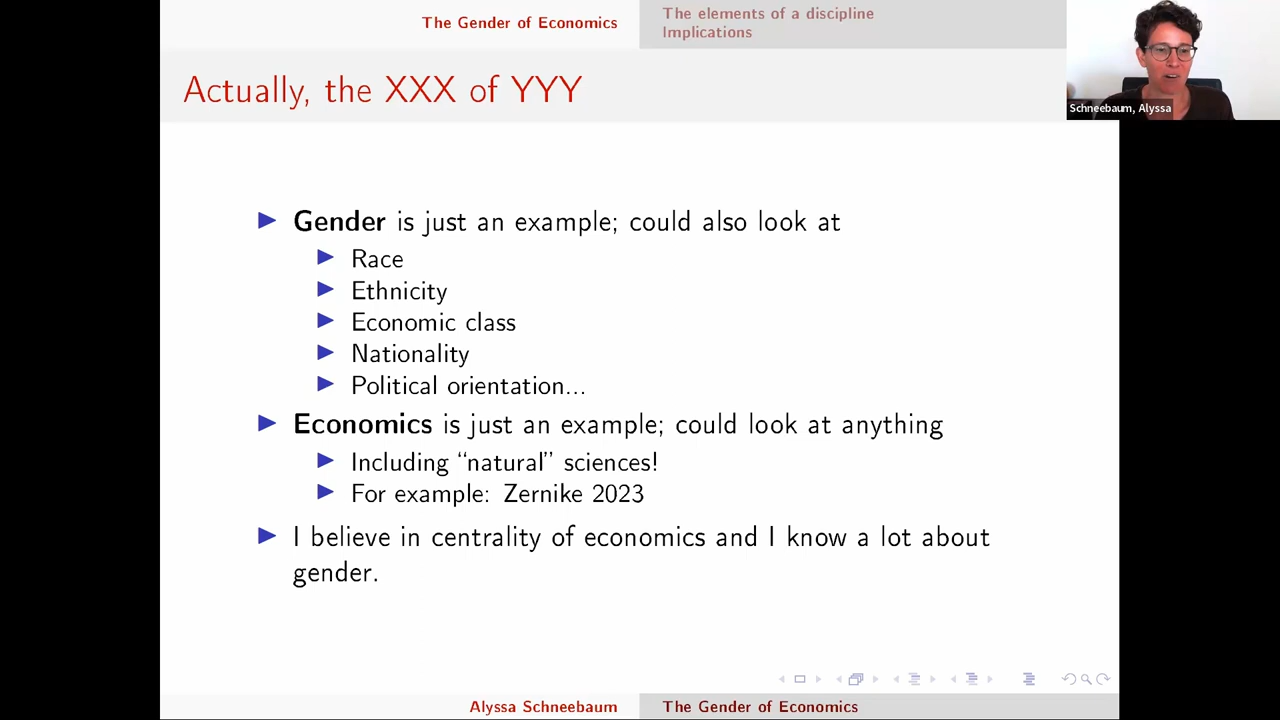 The Gender of Economics
The elements of a discipline
Implications
Schneebaum, Alyssa
Actually, the XXX of YYY
Gender is just an example; could also look at
Race
Ethnicity
Economic class
Nationality
Political orientation...
Economics is just an example; could look at anything
Including “natural” sciences!
For example: Zernike 2023
I believe in centrality of economics and I know a lot about
gender.
Alyssa Schneebaum
The Gender of Economics